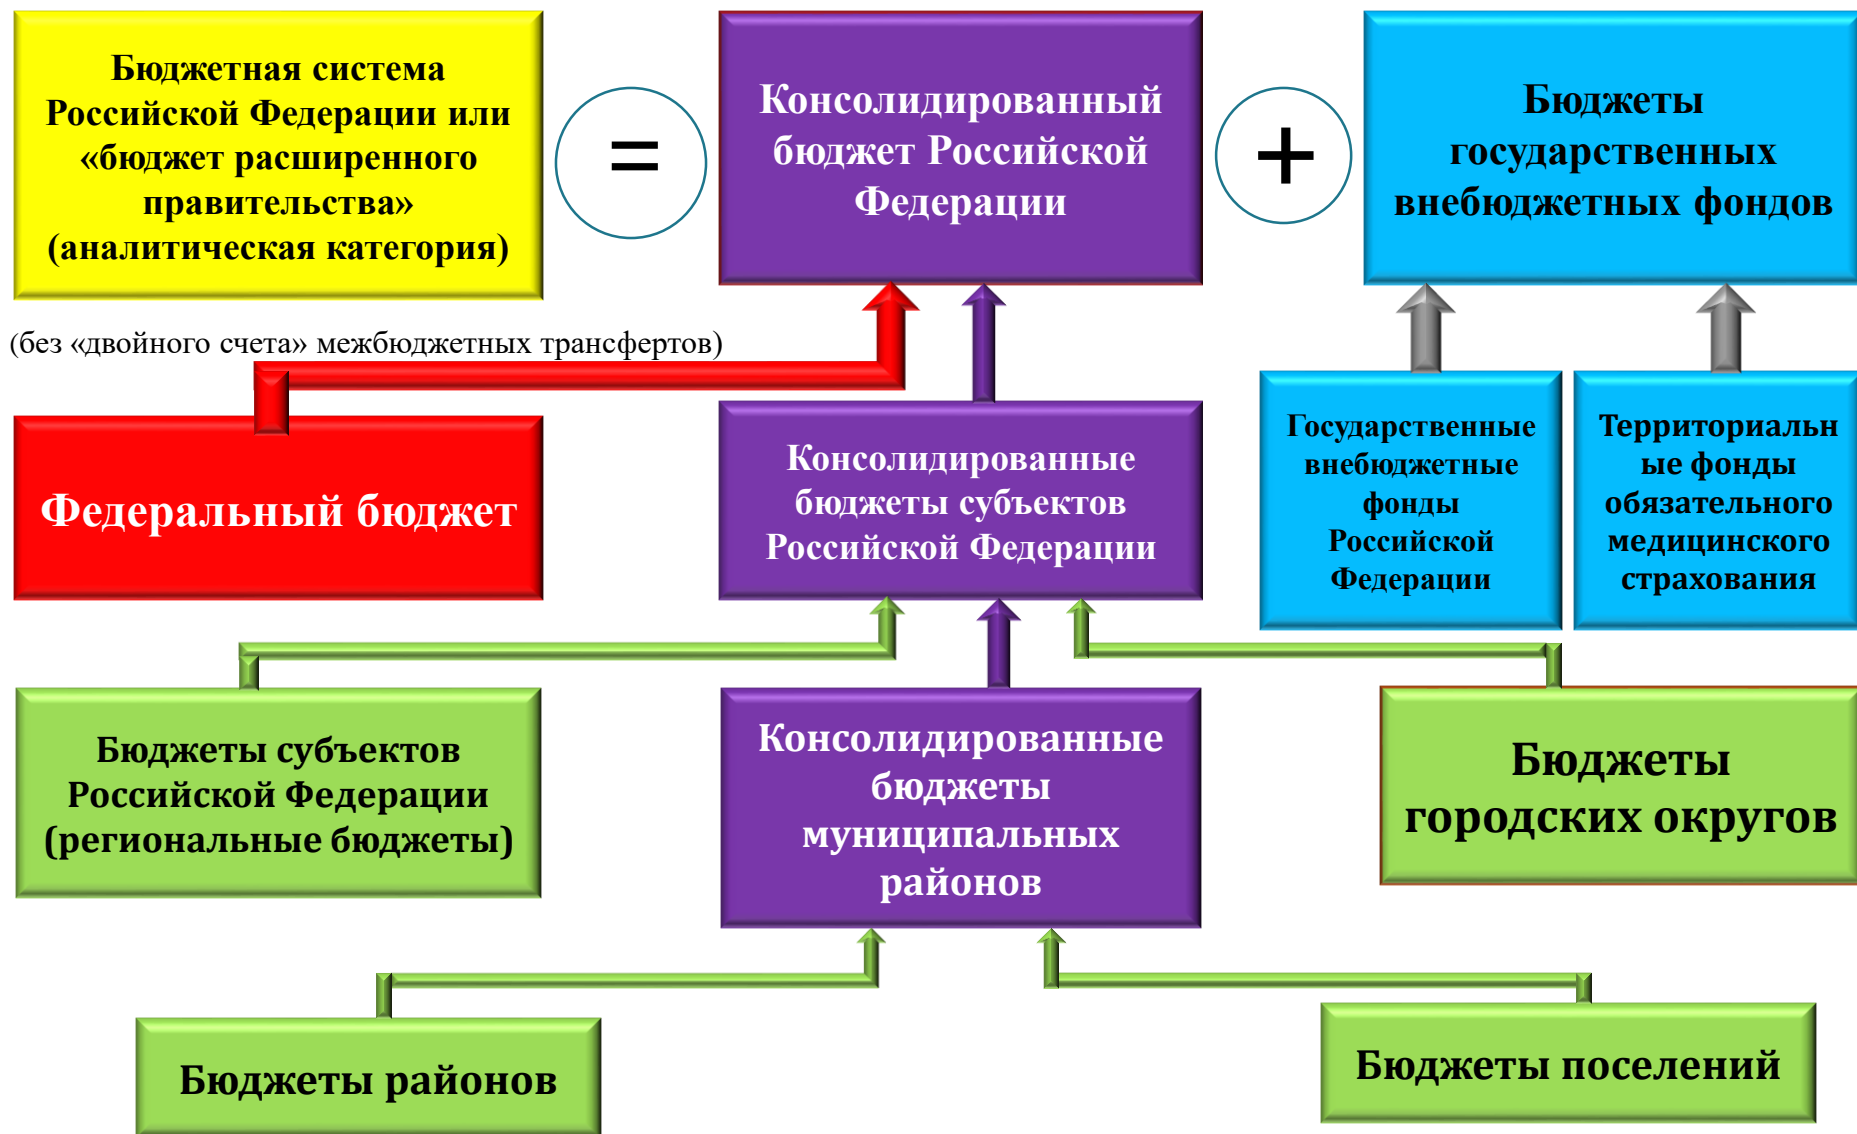 Бюджетная система
Российской Федерации или
«бюджет расширенного
правительства»
(аналитическая категория)
=
Консолидированный
бюджет Российской
Федерации
+
Бюджеты
государственных
внебюджетных фондов
(без «двойного счета» межбюджетных трансфертов)
Федеральный бюджет
Консолидированные
бюджеты субъектов
Российской Федерации
Государственные
внебюджетные
фонды
Российской
Федерации
Территориальн
ые фонды
обязательного
медицинского
страхования
Бюджеты субъектов
Российской Федерации
(региональные бюджеты)
Консолидированные
бюджеты
муниципальных
районов
Бюджеты
городских округов
Бюджеты районов
Бюджеты поселений